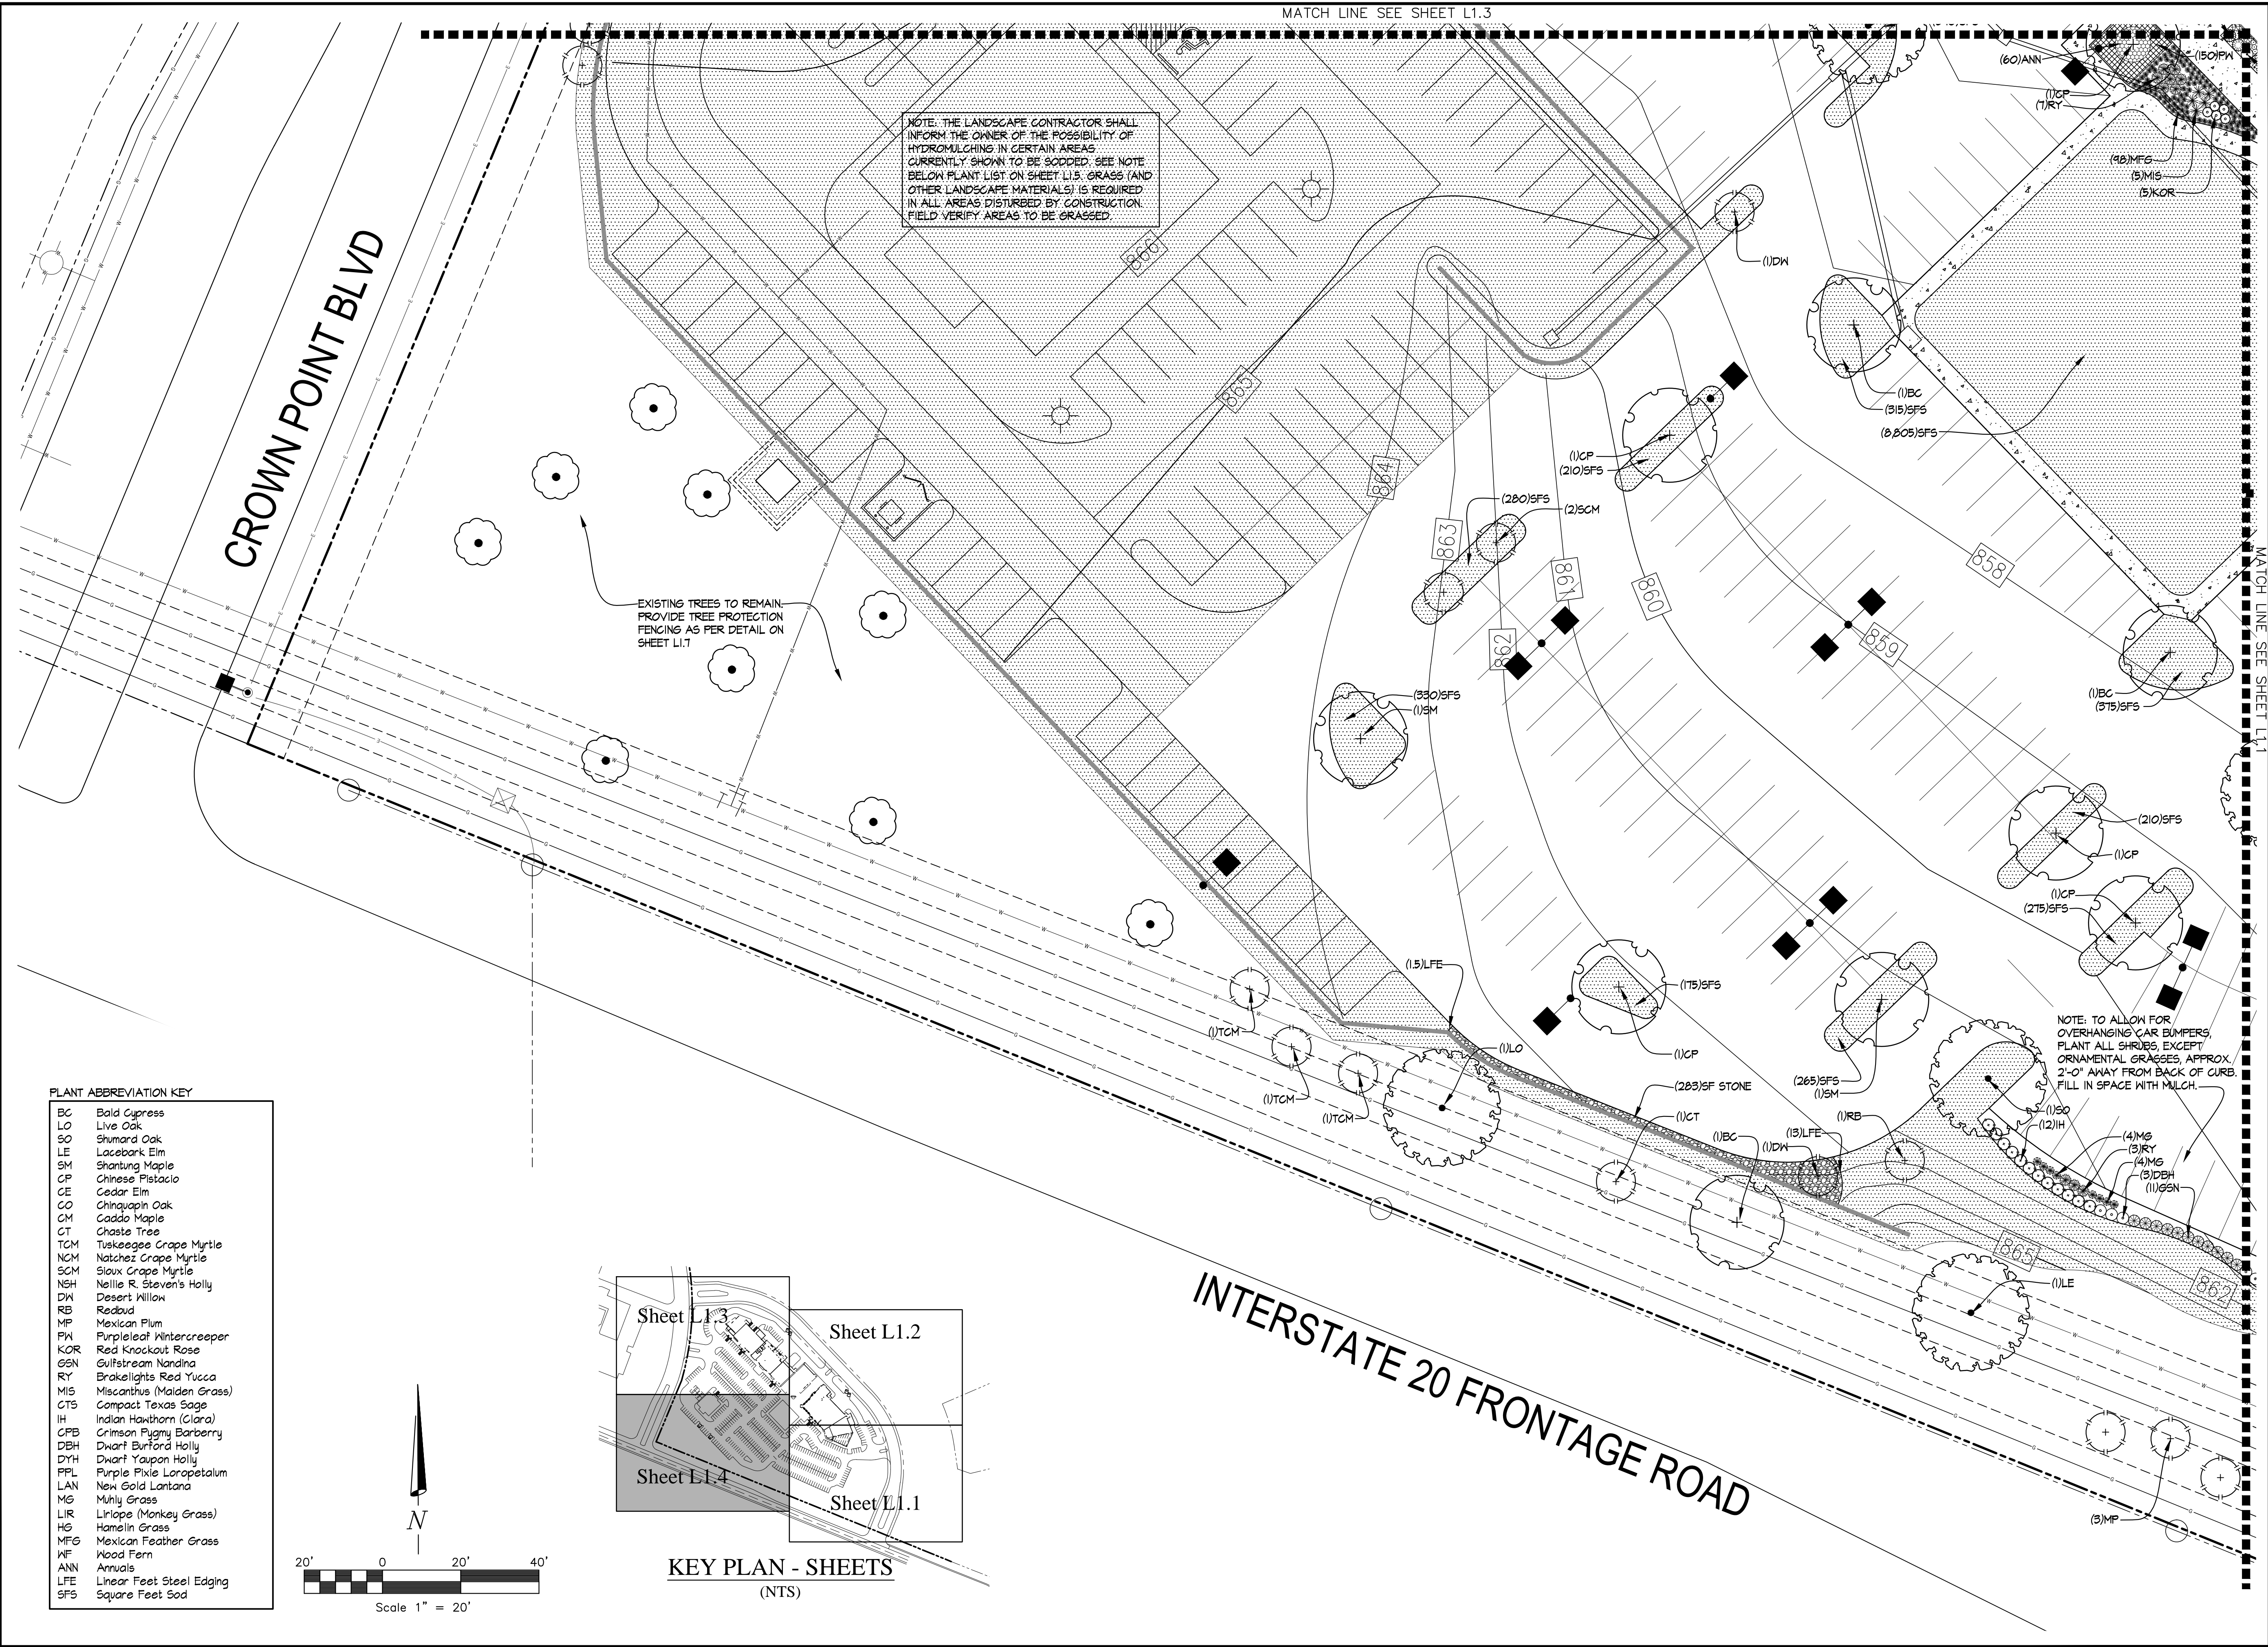 MATCH LINE SEE SHEET L1.3
(60)ANN
(150)PW
(1)CP
(7)RY
(98)MFG
(5)MIS
(5)KOR
NOTE: THE LANDSCAPE CONTRACTOR SHALL
INFORM THE OWNER OF THE POSSIBILITY OF
HYDROMULCHING IN CERTAIN AREAS
CURRENTLY SHOWN TO BE SODDED. SEE NOTE
BELOW PLANT LIST ON SHEET L1.5. GRASS (AND
OTHER LANDSCAPE MATERIALS) IS REQUIRED
IN ALL AREAS DISTURBED BY CONSTRUCTION.
FIELD VERIFY AREAS TO BE GRASSED.
866
865
864
863
862
861
860
859
858
(1)DW
(1)BC
(315)SFS
(8,805)SFS
(1)CP
(210)SFS
(280)SFS
(2)SCM
CROWN POINT BLVD
EXISTING TREES TO REMAIN.
PROVIDE TREE PROTECTION
FENCING AS PER DETAIL ON
SHEET L1.7
(330)SFS
(1)SM
(1)BC
(375)SFS
MATCH LINE SEE SHEET L1.1
(210)SFS
(1)CP
(1)CP
(275)SFS
(15)LFE
(175)SFS
(1)CP
(1)TCM
(1)TCM
(1)TCM
(1)LO
(283)SF STONE
(1)CT
(1)BC
(1)DW
(13)LFE
(1)RB
(265)SFS
(1)SM
NOTE: TO ALLOW FOR
OVERHANGING CAR BUMPERS,
PLANT ALL SHRUBS, EXCEPT
ORNAMENTAL GRASSES, APPROX.
2'-0" AWAY FROM BACK OF CURB.
FILL IN SPACE WITH MULCH.
(1)SO
(12)IH
(4)MG
(3)RY
(4)MG
(3)DBH
(11)GSN
865
862
(1)LE
(3)MP
INTERSTATE 20 FRONTAGE ROAD
PLANT ABBREVIATION KEY
BC Bald Cypress
LO Live Oak
SO Shumard Oak
LE Lacebark Elm
SM Shantung Maple
CP Chinese Pistacio
CE Cedar Elm
CO Chinquapin Oak
CM Caddo Maple
CT Chaste Tree
TCM Tuskeegee Crape Myrtle
NCM Natchez Crape Myrtle
SCM Sioux Crape Myrtle
NSH Nellie R. Steven's Holly
DW Desert Willow
RB Redbud
MP Mexican Plum
PW Purpleleaf Wintercreeper
KOR Red Knockout Rose
GSN Gulfstream Nandina
RY Brakelights Red Yucca
MIS Miscanthus (Maiden Grass)
CTS Compact Texas Sage
IH Indian Hawthorn (Clara)
CPB Crimson Pygmy Barberry
DBH Dwarf Burford Holly
DYH Dwarf Yaupon Holly
PPL Purple Pixie Loropetalum
LAN New Gold Lantana
MG Muhly Grass
LIR Liriope (Monkey Grass)
HG Hamelin Grass
MFG Mexican Feather Grass
WF Wood Fern
ANN Annuals
LFE Linear Feet Steel Edging
SFS Square Feet Sod
N
20' 0 20' 40'
Scale 1" = 20'
Sheet L1.3
Sheet L1.2
Sheet L1.4
Sheet L1.1
KEY PLAN - SHEETS
(NTS)